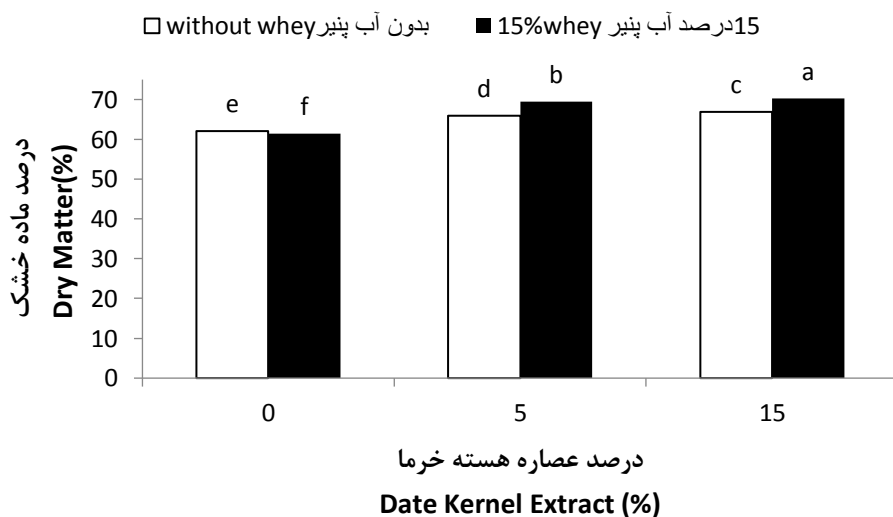 بدون آب پنیر without whey 15درصد آب پنیر 15%whey
e f d b c a
درصد ماده خشک
Dry Matter(%)
70
60
50
40
30
20
10
0
0 5 15
درصد عصاره هسته خرما
Date Kernel Extract (%)